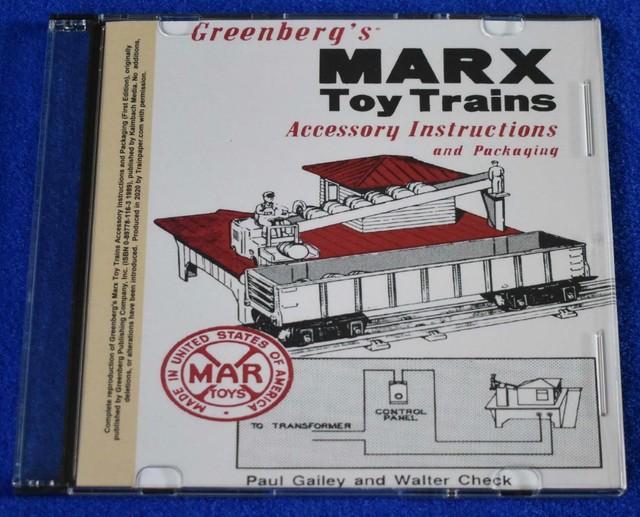 Greenberg's™
MARX
Toy Trains
Accessory Instructions
and Packaging
Complete reproduction of Greenberg's Marx Toy Trains Accessory Instructions and Packaging (First Edition), originally
published by Greenberg Publishing Company, Inc. (ISBN 0-89778-116-3 1989), published by Kalmbach Media. No additions,
deletions, or alterations have been introduced. Produced in 2020 by Trainpaper.com with permission.
MADE IN UNITED STATES OF AMERICA
MAR
TOYS
CONTROL
PANEL
TO TRANSFORMER
Paul Gailey and Walter Check